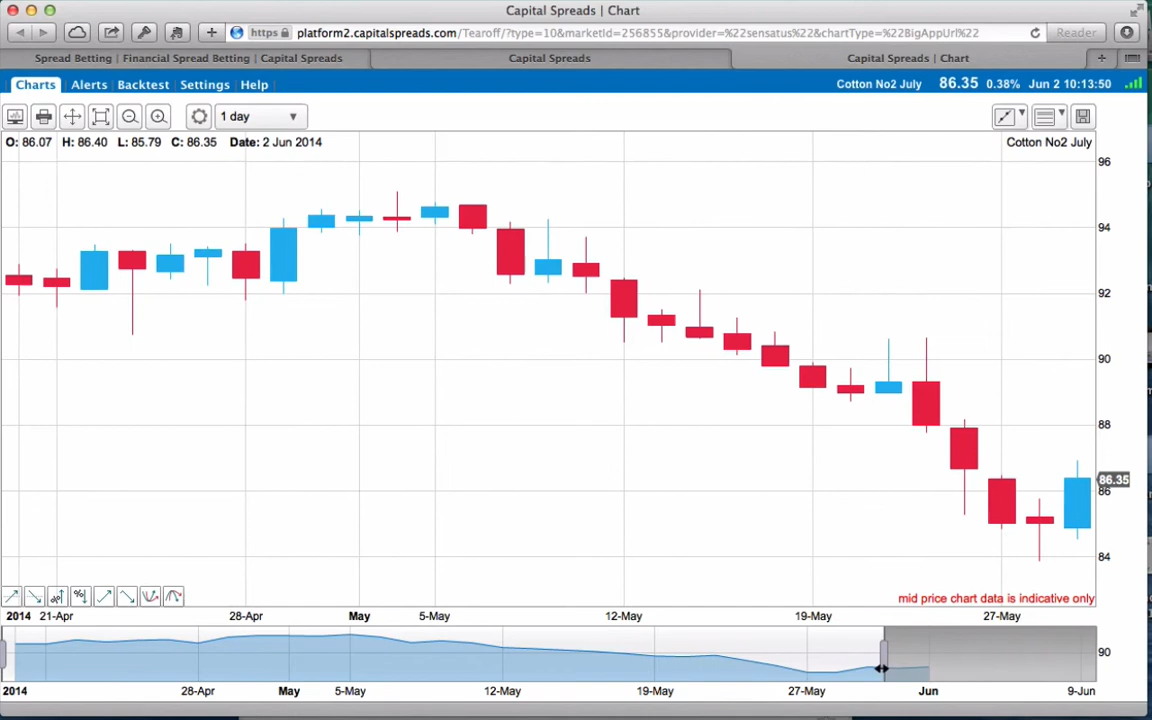 Capital Spreads | Chart
https platform2.capitalspreads.com/Tearoff/?type=10&marketId=256855&provider=%22sensatus%22&chartType=%22BigAppUrl%22 Reader
Spread Betting | Financial Spread Betting | Capital Spreads Capital Spreads Capital Spreads | Chart
Charts Alerts Backtest Settings Help Cotton No2 July 86.35 0.38% Jun 2 10:13:50
1 day
O: 86.07 H: 86.40 L: 85.79 C: 86.35 Date: 2 Jun 2014 Cotton No2 July
96
94
92
90
88
86.35
86
84
mid price chart data is indicative only
2014 21-Apr 28-Apr May 5-May 12-May 19-May 27-May
90
2014 28-Apr May 5-May 12-May 19-May 27-May Jun 9-Jun